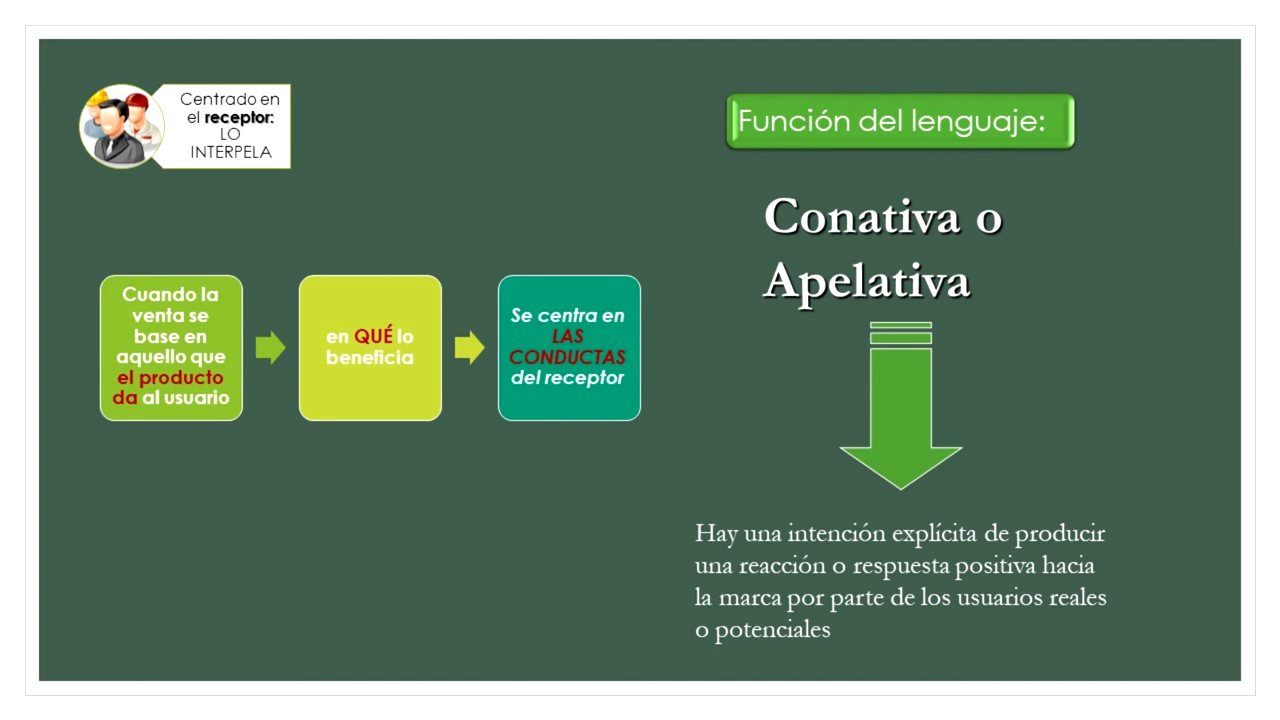 Centrado en
el receptor:
LO
INTERPELA
Función del lenguaje:
Conativa o
Apelativa
Cuando la
venta se
base en
aquello que
el producto
da al usuario
en QUÉ lo
beneficia
Se centra en
LAS
CONDUCTAS
del receptor
Hay una intención explícita de producir
una reacción o respuesta positiva hacia
la marca por parte de los usuarios reales
o potenciales